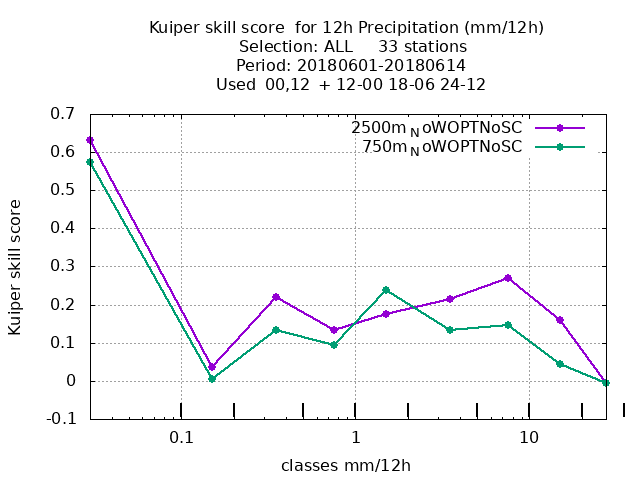 Kuiper skill score for 12h Precipitation (mm/12h)
Selection: ALL 33 stations
Period: 20180601-20180614
Used 00,12 + 12-00 18-06 24-12
2500m_NoWOPTNoSC
750m_NoWOPTNoSC
0.7
0.6
0.5
0.4
0.3
0.2
0.1
0
-0.1
Kuiper skill score
0.1 1 10
classes mm/12h